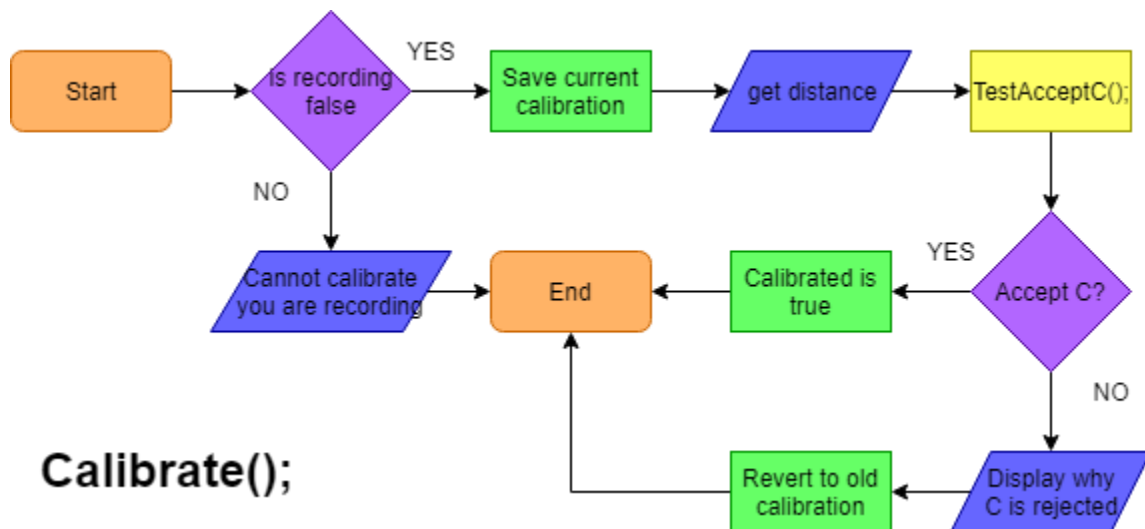 Start
Is recording
false
YES
Save current
calibration
get distance
TestAcceptC();
NO
Cannot calibrate
you are recording
End
Calibrated is
true
YES
Accept C?
NO
Calibrate();
Revert to old
calibration
Display why
C is rejected